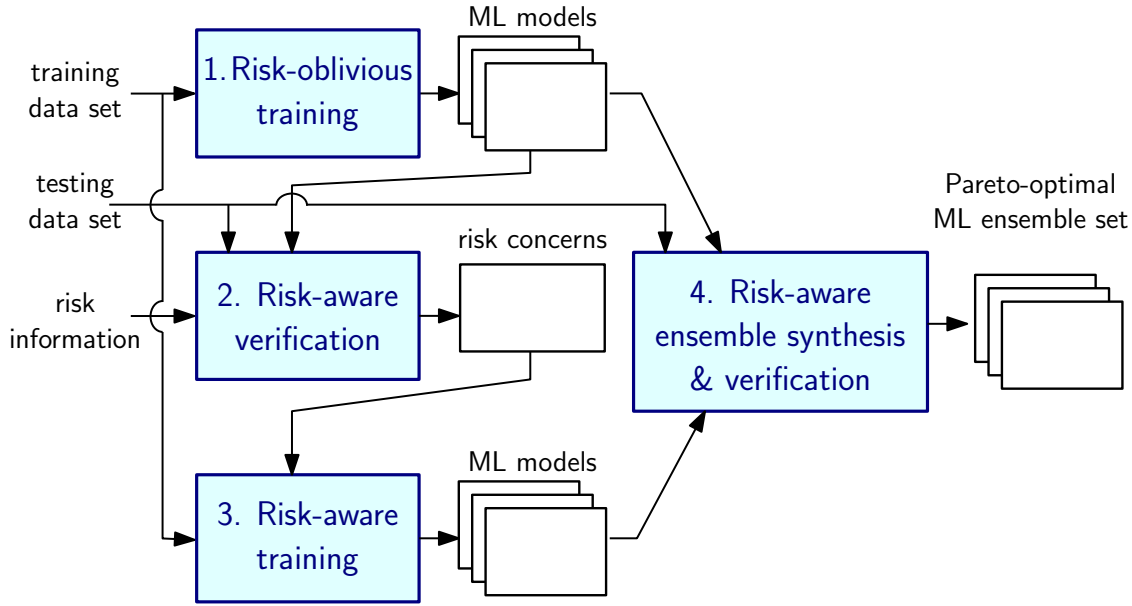 ML models
training
data set
1. Risk-oblivious
training
testing
data set
Pareto-optimal
ML ensemble set
risk concerns
risk
information
2. Risk-aware
verification
4. Risk-aware
ensemble synthesis
& verification
ML models
3. Risk-aware
training